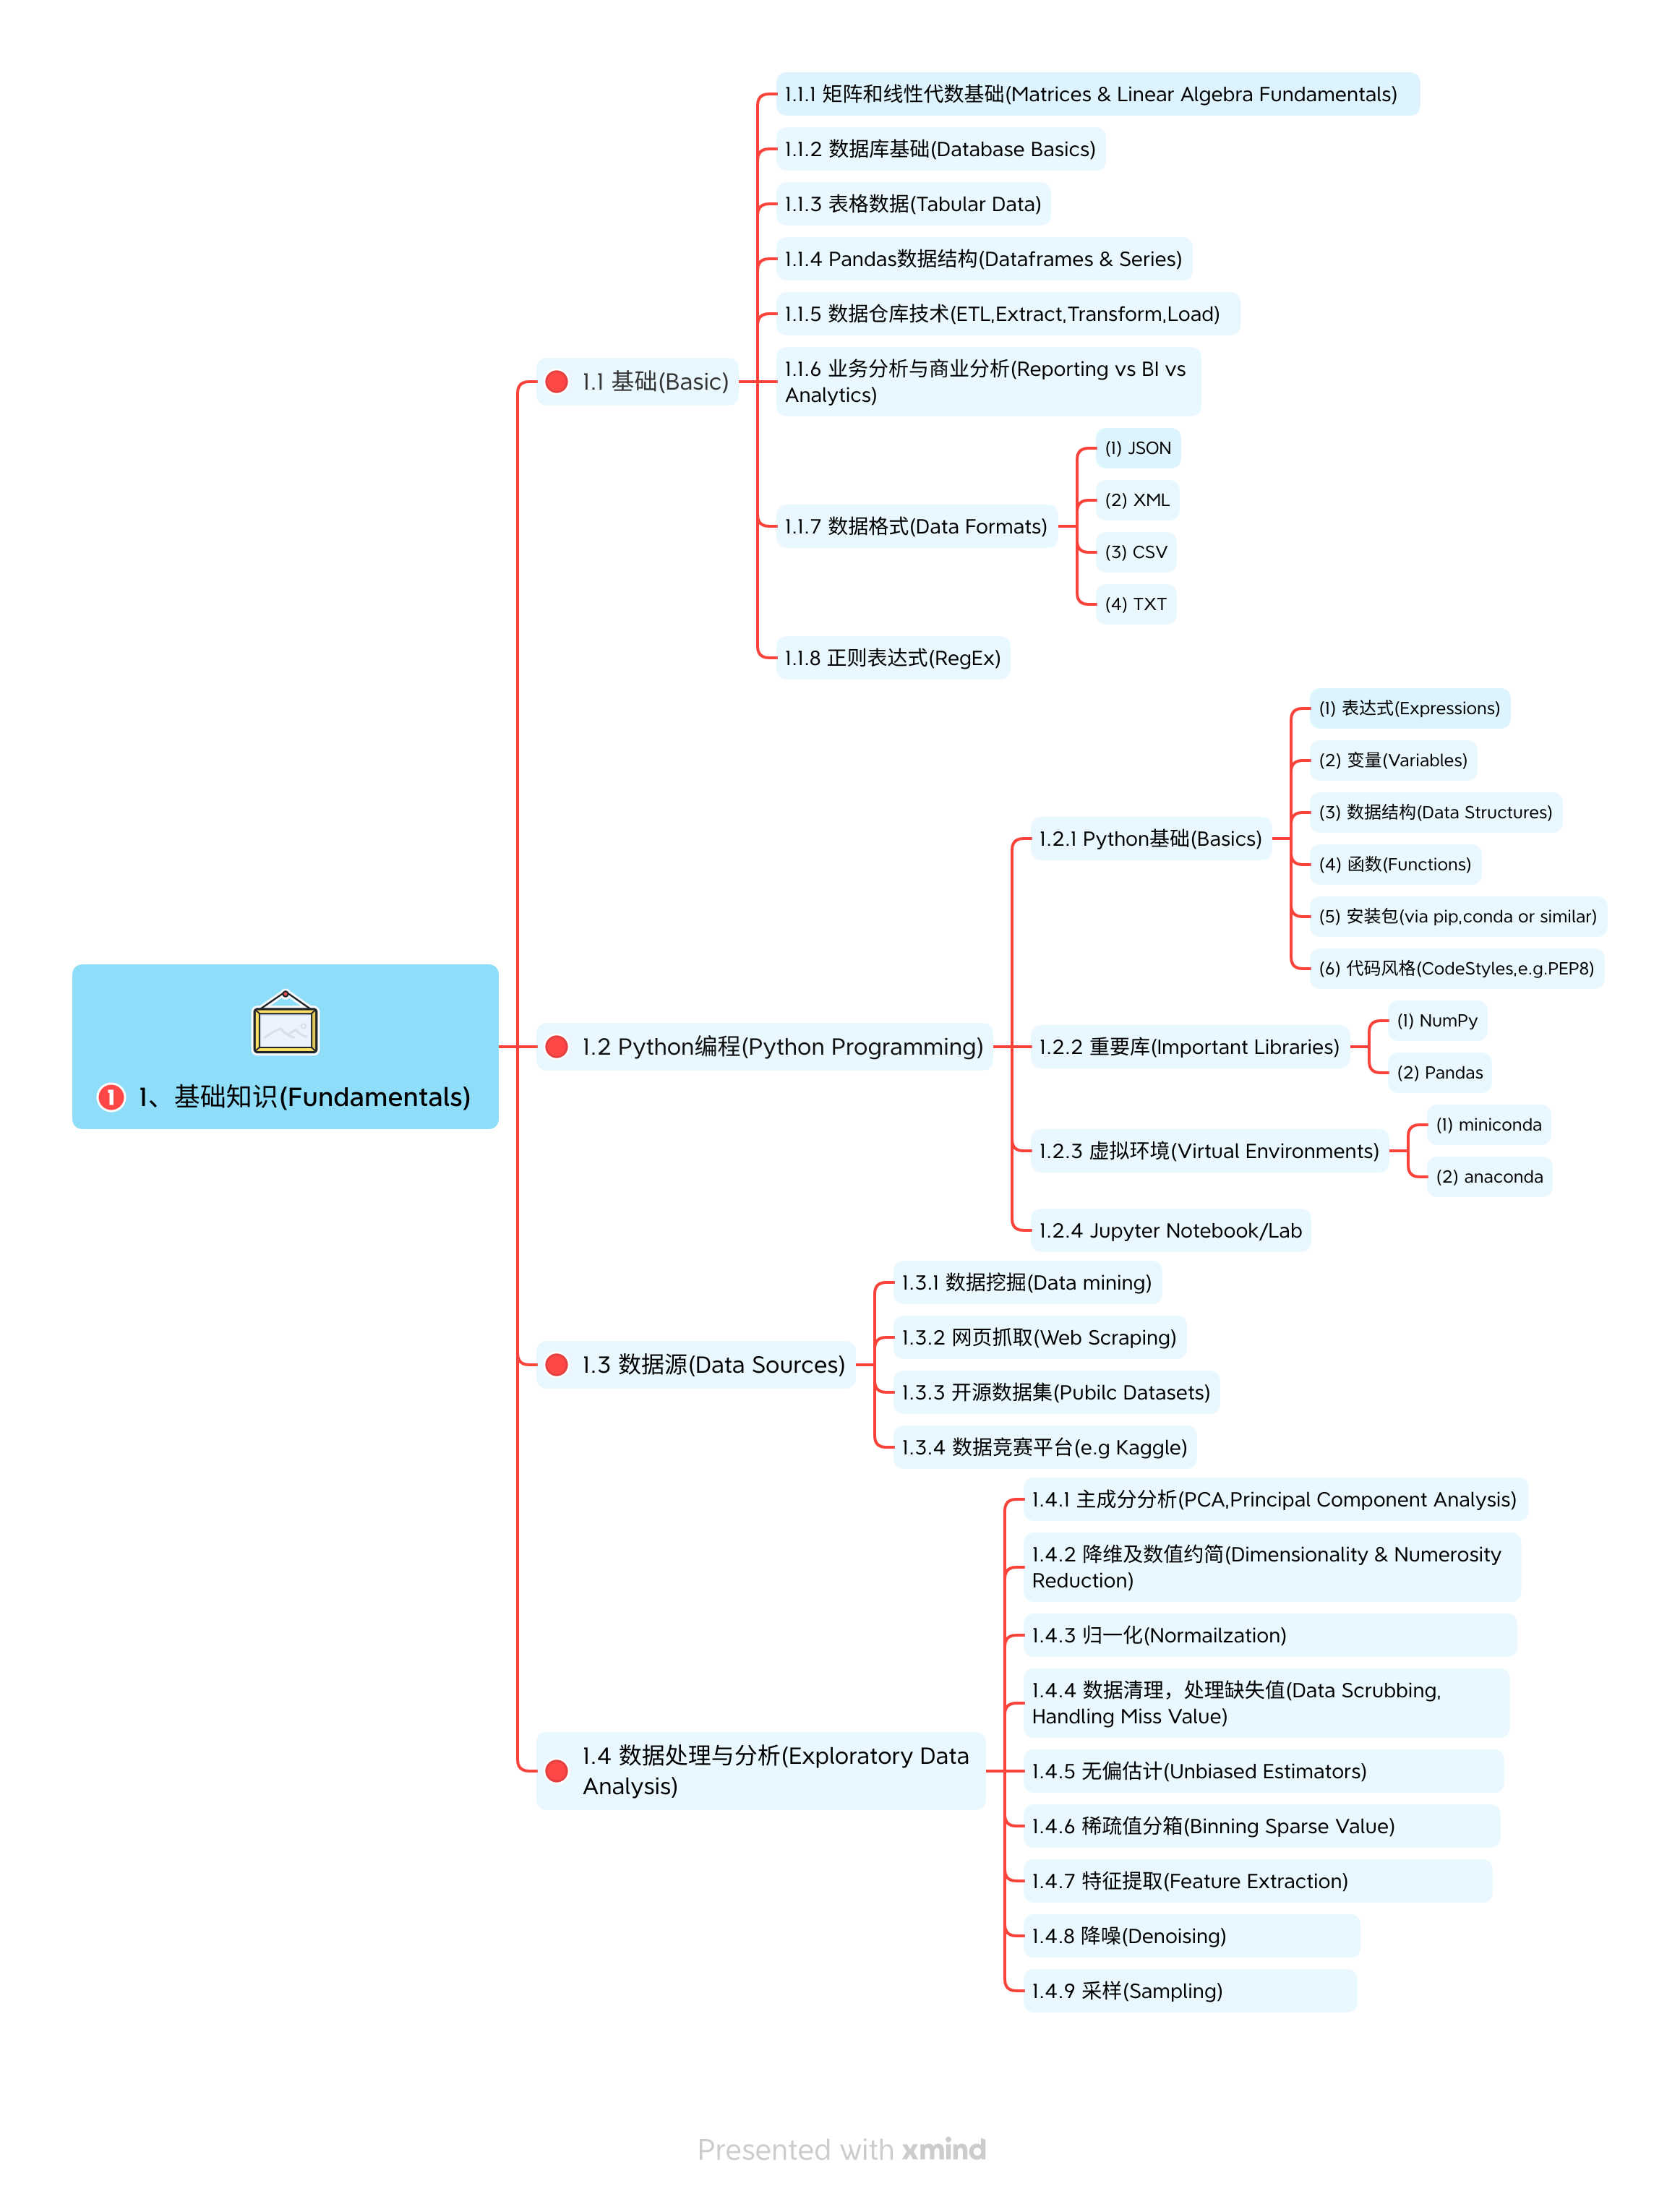 1.1.1 矩阵和线性代数基础(Matrices & Linear Algebra Fundamentals)
1.1.2 数据库基础(Database Basics)
1.1.3 表格数据(Tabular Data)
1.1.4 Pandas数据结构(Dataframes & Series)
1.1.5 数据仓库技术(ETL,Extract,Transform,Load)
1.1 基础(Basic)
1.1.6 业务分析与商业分析(Reporting vs BI vs
Analytics)
1.1.7 数据格式(Data Formats)
(1) JSON
(2) XML
(3) CSV
(4) TXT
1.1.8 正则表达式(RegEx)
1、基础知识(Fundamentals)
1
1.2 Python编程(Python Programming)
1.2.1 Python基础(Basics)
(1) 表达式(Expressions)
(2) 变量(Variables)
(3) 数据结构(Data Structures)
(4) 函数(Functions)
(5) 安装包(via pip,conda or similar)
(6) 代码风格(CodeStyles,e.g.PEP8)
1.2.2 重要库(Important Libraries)
(1) NumPy
(2) Pandas
1.2.3 虚拟环境(Virtual Environments)
(1) miniconda
(2) anaconda
1.2.4 Jupyter Notebook/Lab
1.3 数据源(Data Sources)
1.3.1 数据挖掘(Data mining)
1.3.2 网页抓取(Web Scraping)
1.3.3 开源数据集(Pubilc Datasets)
1.3.4 数据竞赛平台(e.g Kaggle)
1.4 数据处理与分析(Exploratory Data
Analysis)
1.4.1 主成分分析(PCA,Principal Component Analysis)
1.4.2 降维及数值约简(Dimensionality & Numerosity
Reduction)
1.4.3 归一化(Normailzation)
1.4.4 数据清理，处理缺失值(Data Scrubbing,
Handling Miss Value)
1.4.5 无偏估计(Unbiased Estimators)
1.4.6 稀疏值分箱(Binning Sparse Value)
1.4.7 特征提取(Feature Extraction)
1.4.8 降噪(Denoising)
1.4.9 采样(Sampling)
Presented with xmind